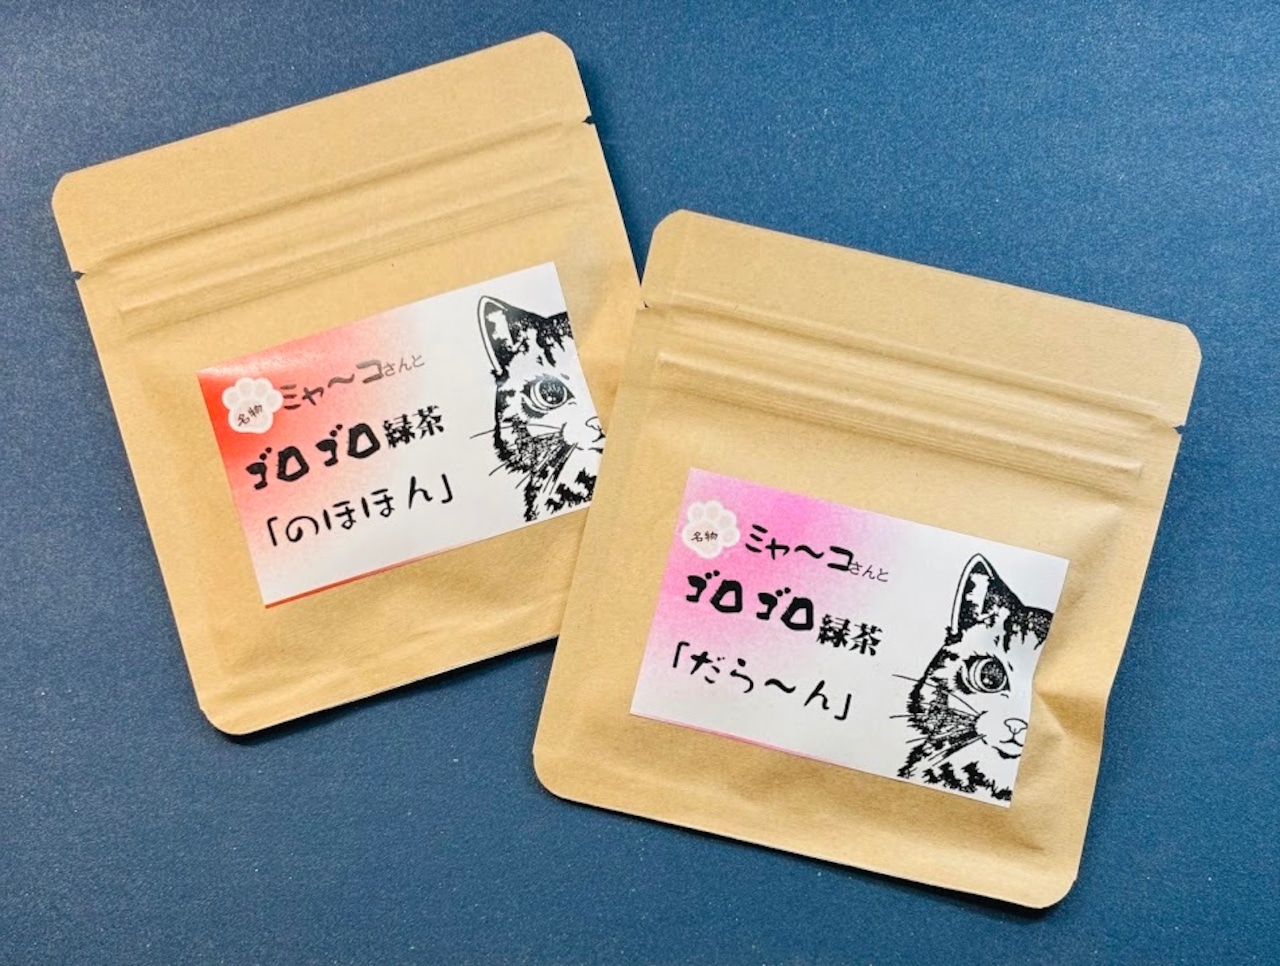 名物
ミャ〜コさんと
ゴロゴロ緑茶
「のほほん」
名物
ミャ〜コさんと
ゴロゴロ緑茶
「だら〜ん」